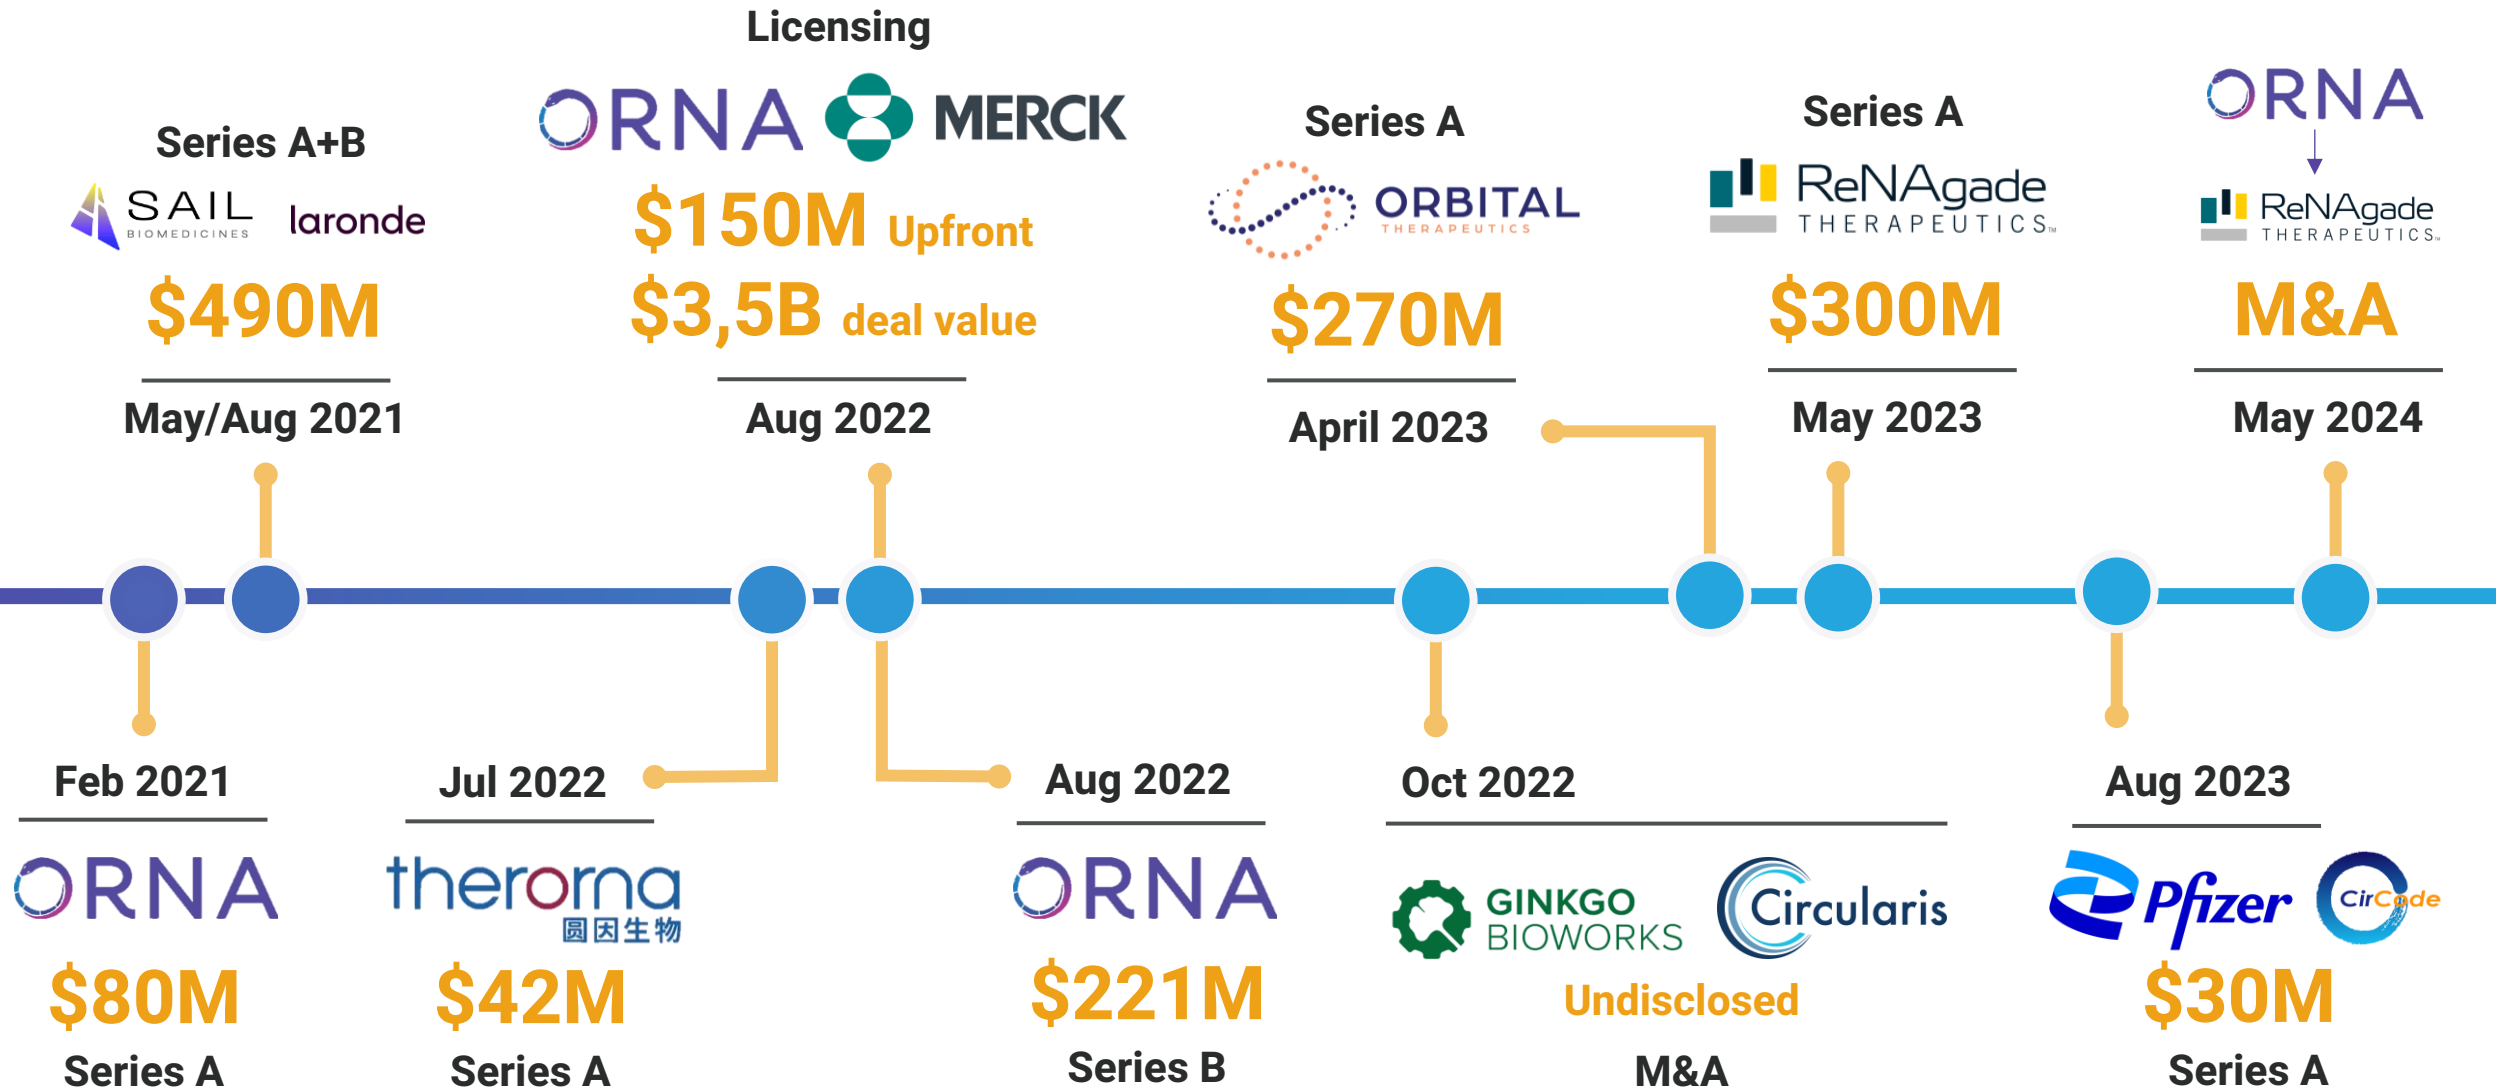 Licensing
ORNA MERCK
$150M Upfront
$3,5B deal value
Aug 2022
Series A+B
SAIL
BIOMEDICINES
laronde
$490M
May/Aug 2021
Series A
ORBITAL
THERAPEUTICS
$270M
April 2023
Series A
ReNAgade
THERAPEUTICS™
$300M
May 2023
ORNA
ReNAgade
THERAPEUTICS™
M&A
May 2024
Feb 2021
ORNA
$80M
Series A
Jul 2022
therorna
圆因生物
$42M
Series A
Aug 2022
ORNA
$221M
Series B
Oct 2022
GINKGO
BIOWORKS
Circularis
Undisclosed
M&A
Aug 2023
Pfizer CirCode
$30M
Series A